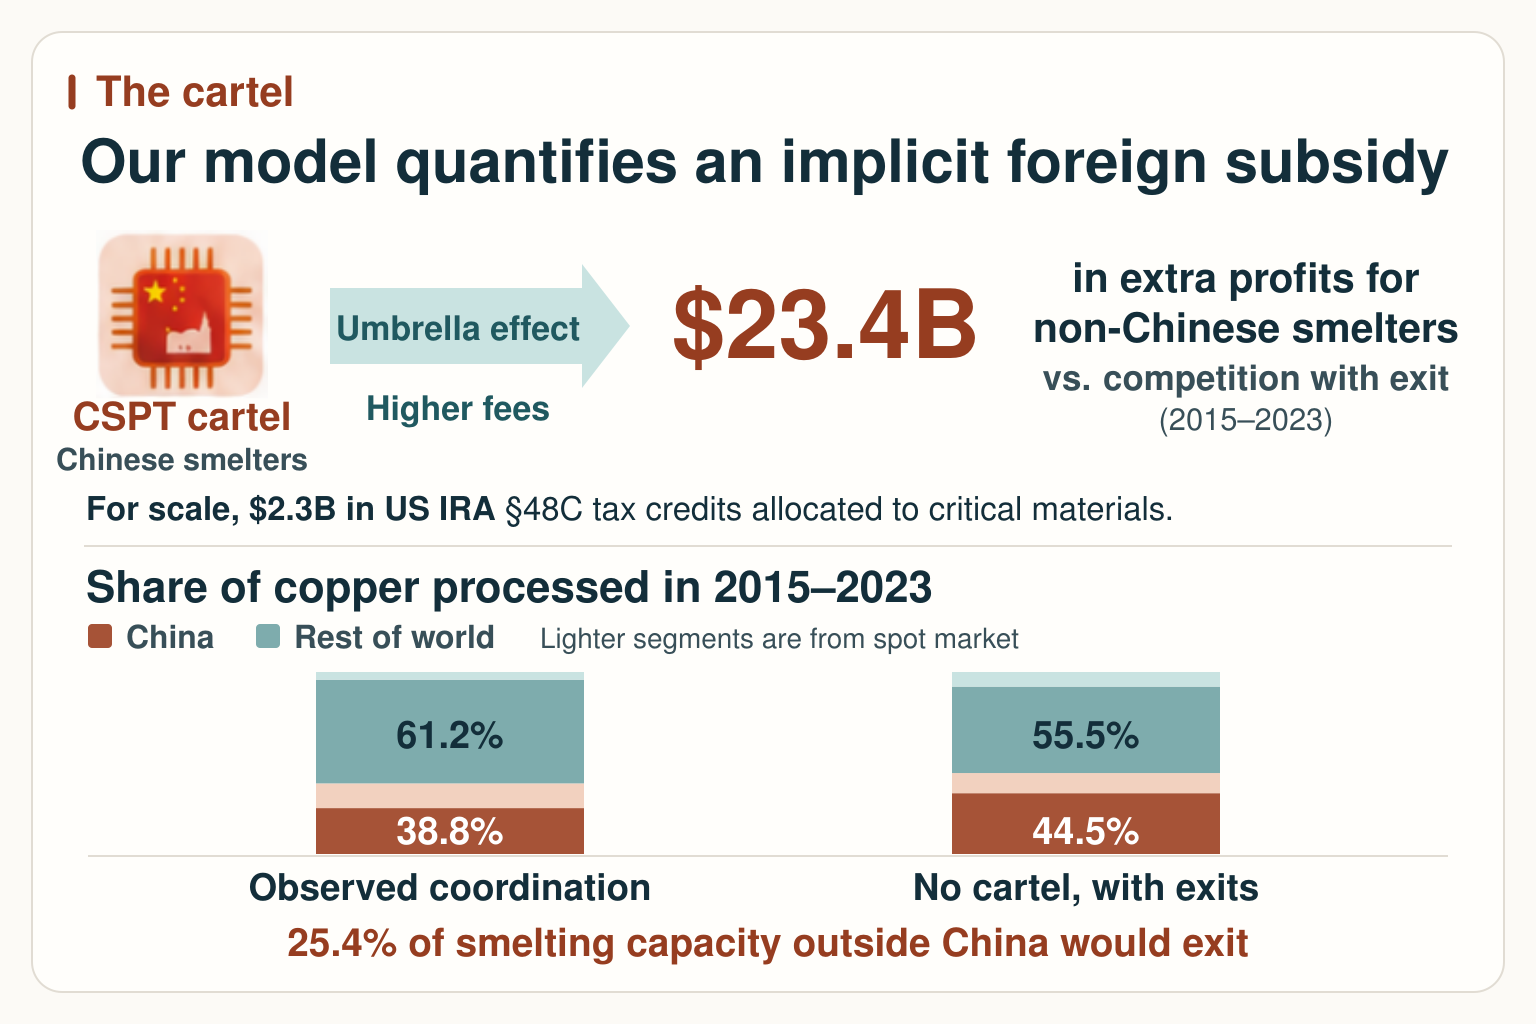 The cartel
Our model quantifies an implicit foreign subsidy
CSPT cartel
Chinese smelters
Umbrella effect
Higher fees
$23.4B
in extra profits for
non-Chinese smelters
vs. competition with exit
(2015–2023)
For scale, $2.3B in US IRA §48C tax credits allocated to critical materials.
Share of copper processed in 2015–2023
China
Rest of world
Lighter segments are from spot market
61.2%
38.8%
55.5%
44.5%
Observed coordination
No cartel, with exits
25.4% of smelting capacity outside China would exit